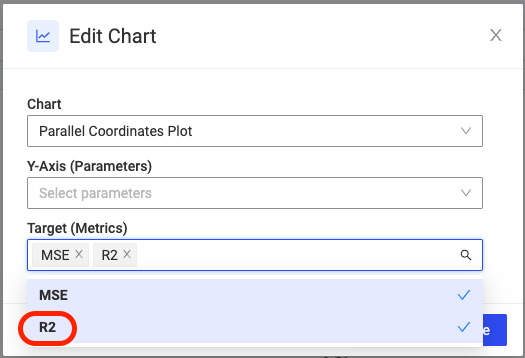 Edit Chart
Chart
Parallel Coordinates Plot
Y-Axis (Parameters)
Select parameters
Target (Metrics)
MSE R2
MSE
R2